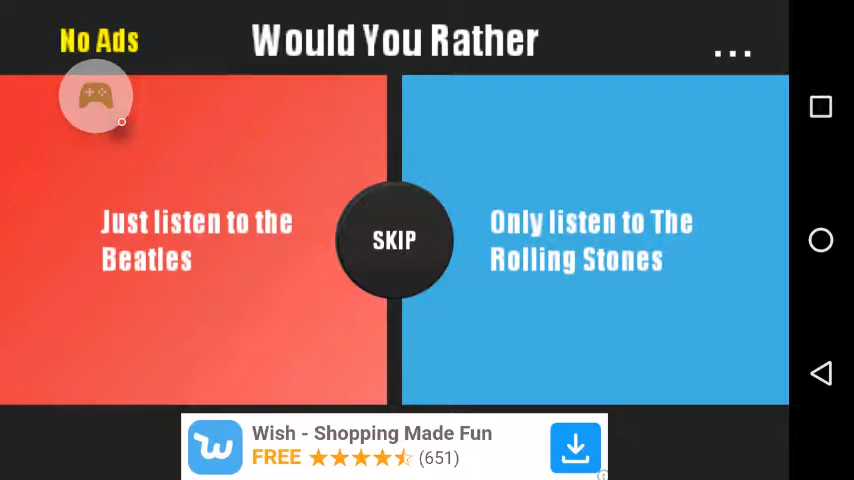 No Ads
Would You Rather
...
Just listen to the
Beatles
SKIP
Only listen to The
Rolling Stones
Wish - Shopping Made Fun
FREE (651)